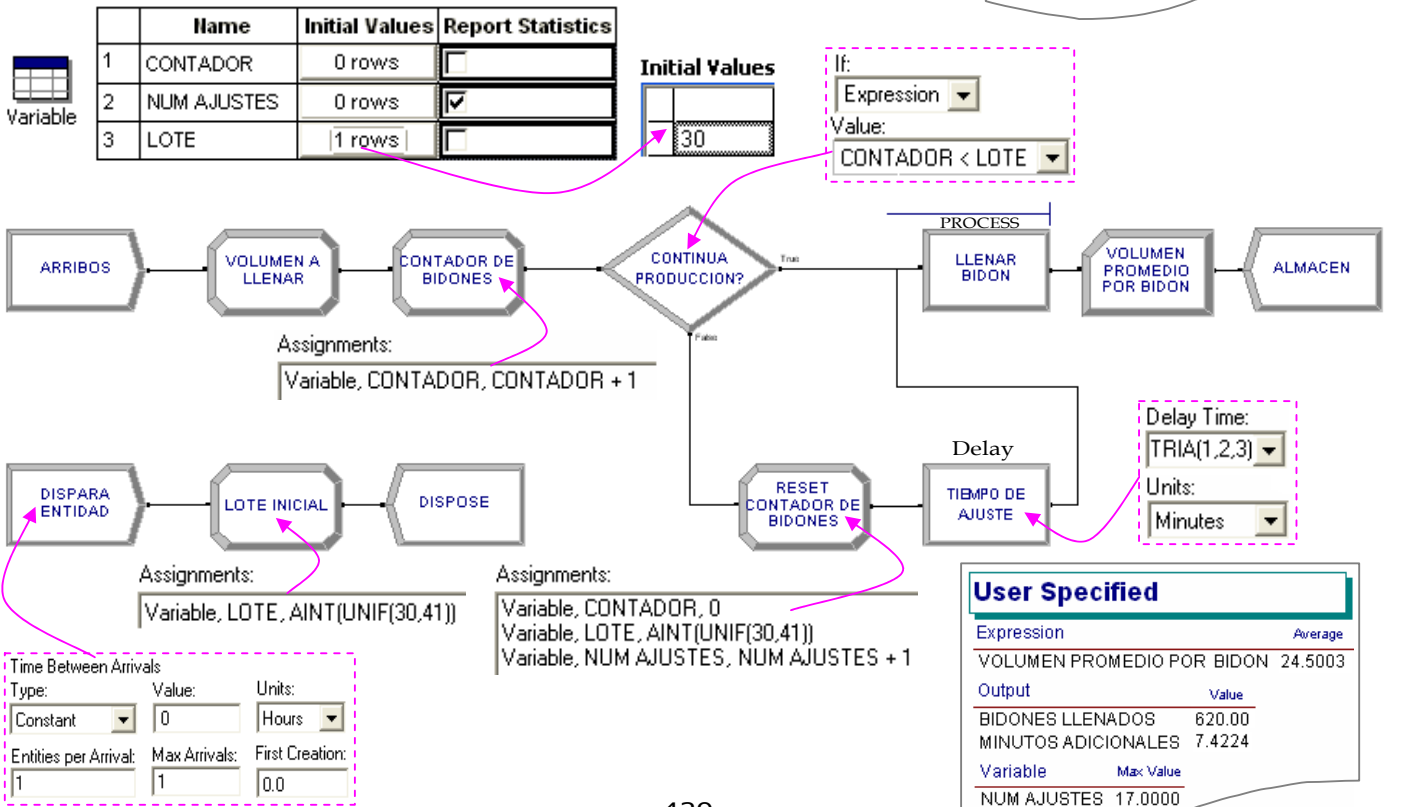 Name Initial Values Report Statistics
1 CONTADOR 0 rows
2 NUM AJUSTES 0 rows
3 LOTE 1 rows
Variable
Initial Values
30
If:
Expression
Value:
CONTADOR < LOTE
ARRIBOS
VOLUMEN A
LLENAR
CONTADOR DE
BIDONES
CONTINUA
PRODUCCION?
True
False
PROCESS
LLENAR
BIDON
VOLUMEN
PROMEDIO
POR BIDON
ALMACEN
Assignments:
Variable, CONTADOR, CONTADOR + 1
DISPARA
ENTIDAD
LOTE INICIAL
DISPOSE
RESET
CONTADOR DE
BIDONES
Delay
TIEMPO DE
AJUSTE
Delay Time:
TRIA(1,2,3)
Units:
Minutes
Assignments:
Variable, LOTE, AINT(UNIF(30,41))
Assignments:
Variable, CONTADOR, 0
Variable, LOTE, AINT(UNIF(30,41))
Variable, NUM AJUSTES, NUM AJUSTES + 1
Time Between Arrivals
Type: Value: Units:
Constant 0 Hours
Entities per Arrival: Max Arrivals: First Creation:
1 1 0.0
User Specified
Expression Average
VOLUMEN PROMEDIO POR BIDON 24.5003
Output Value
BIDONES LLENADOS 620.00
MINUTOS ADICIONALES 7.4224
Variable Max Value
NUM AJUSTES 17.0000